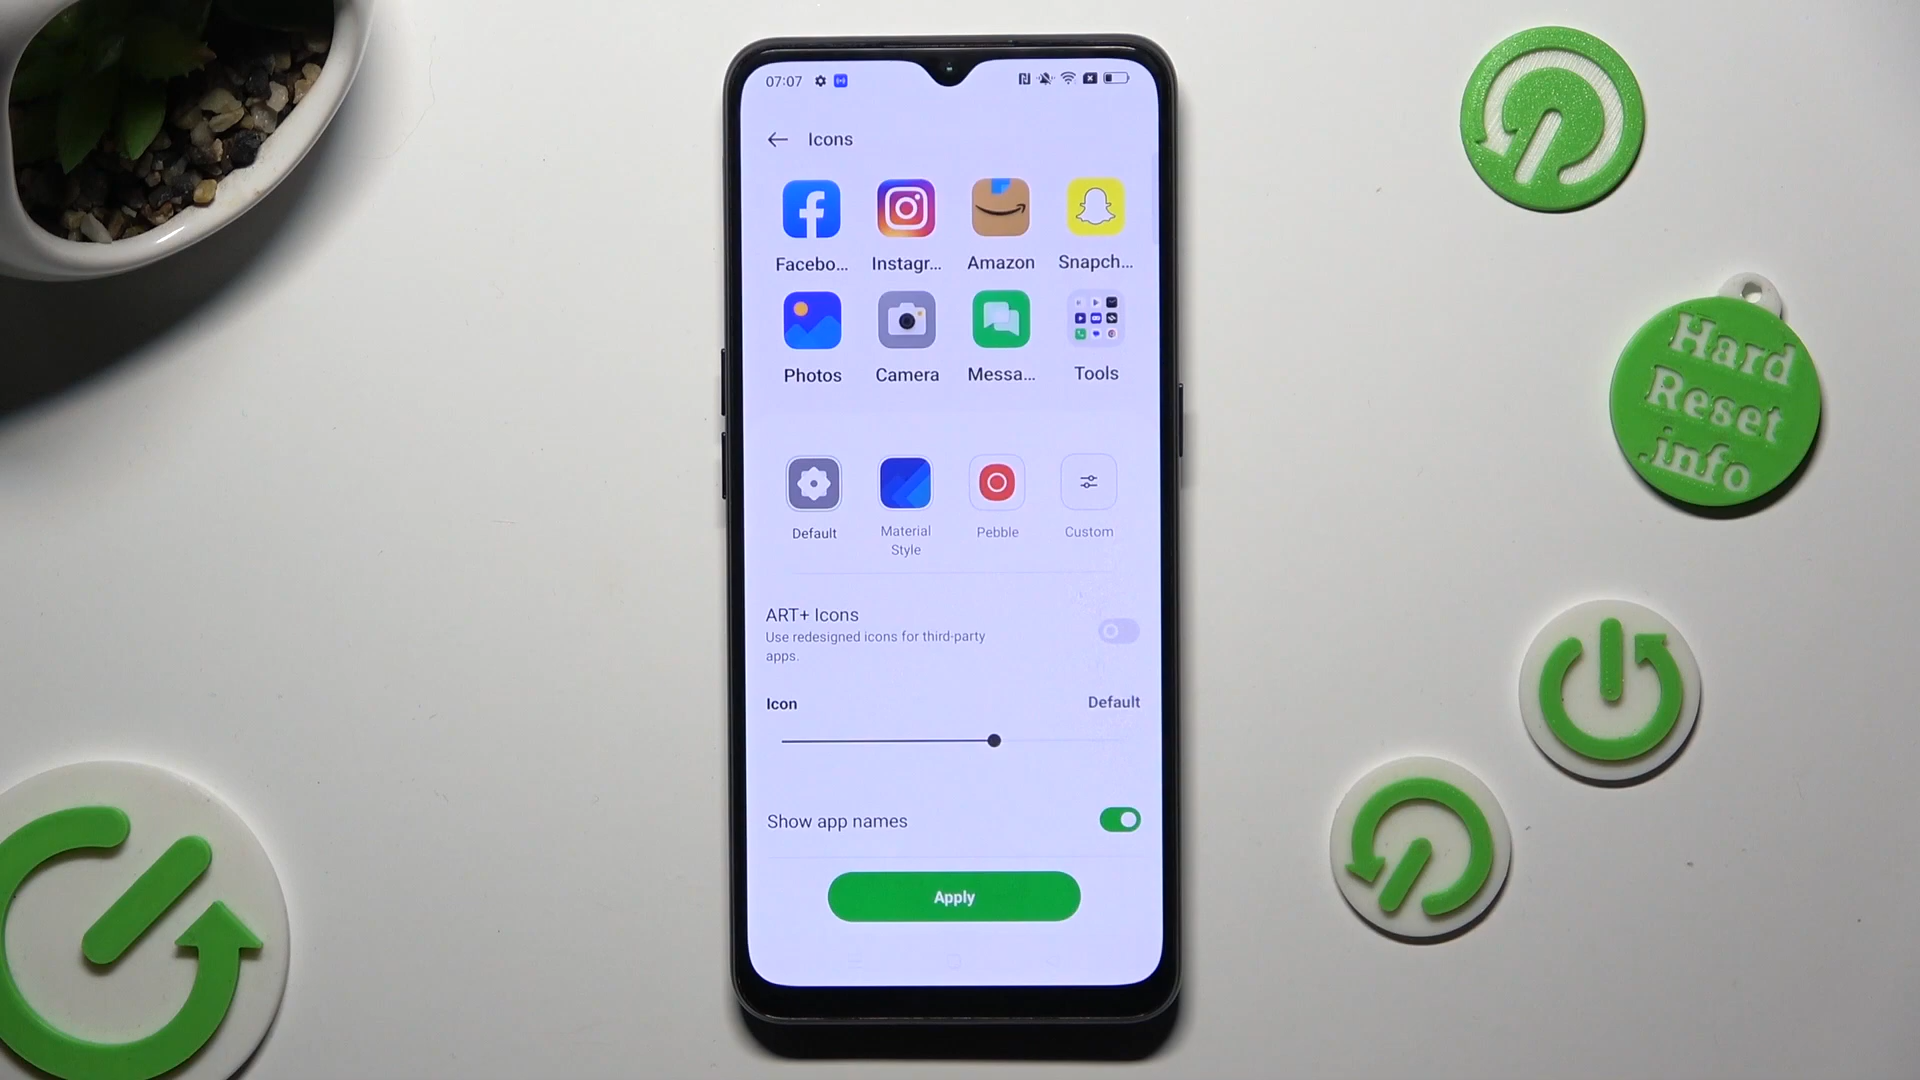 07:07
Icons
Facebo...
Instagr...
Amazon
Snapch...
Photos
Camera
Messa...
Tools
Default
Material
Style
Pebble
Custom
ART+ Icons
Use redesigned icons for third-party
apps.
Icon
Default
Show app names
Apply
Hard
Reset
.info